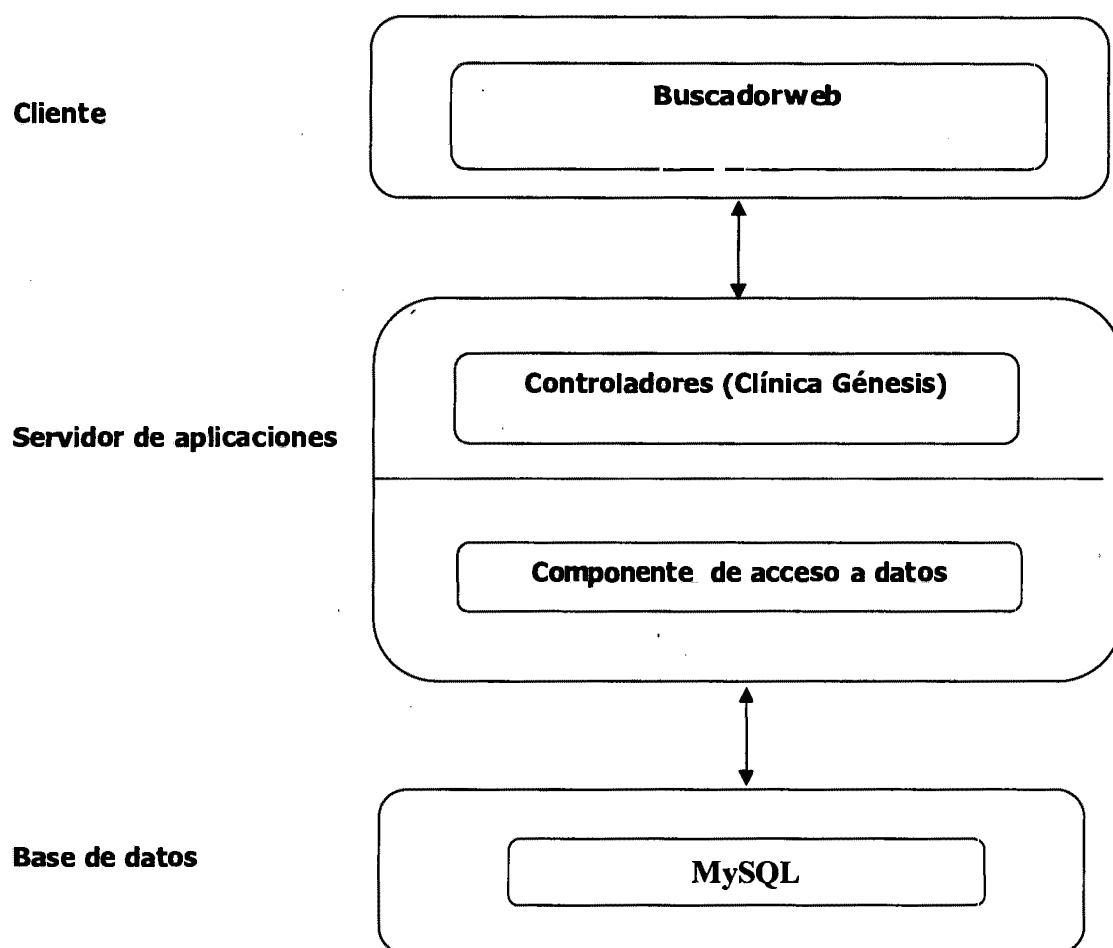 Cliente
Buscadorweb
Servidor de aplicaciones
Controladores (Clínica Génesis)
Componente de acceso a datos
Base de datos
MySQL